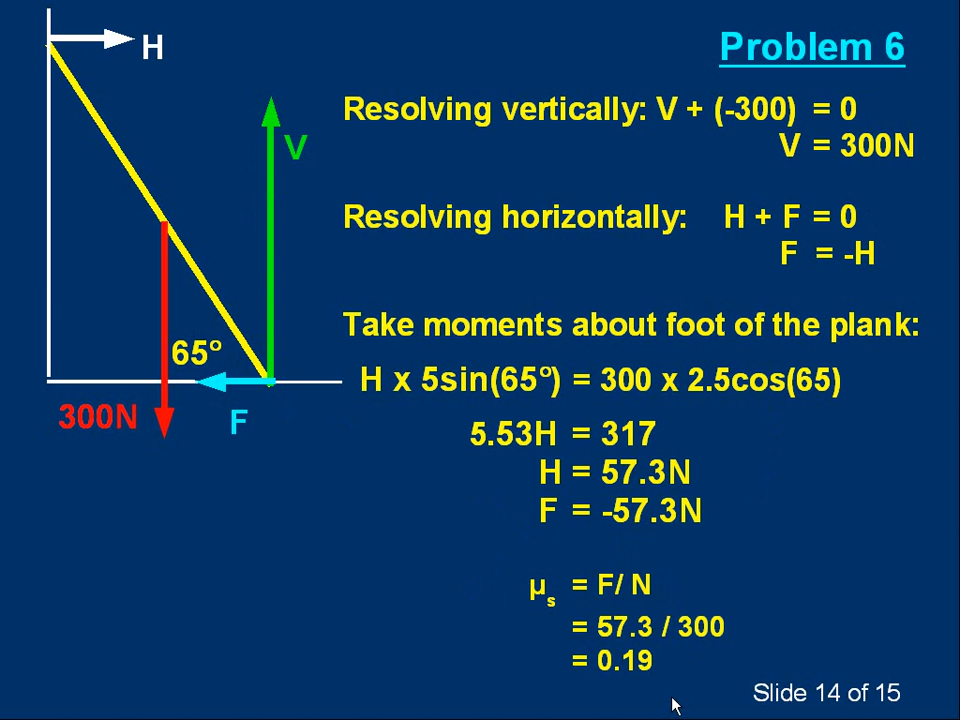 Problem 6
H
V
65°
300N
F
Resolving vertically: V + (-300) = 0
V = 300N
Resolving horizontally: H + F = 0
F = -H
Take moments about foot of the plank:
H x 5sin(65°) = 300 x 2.5cos(65)
5.53H = 317
H = 57.3N
F = -57.3N
µs = F/ N
= 57.3 / 300
= 0.19
Slide 14 of 15